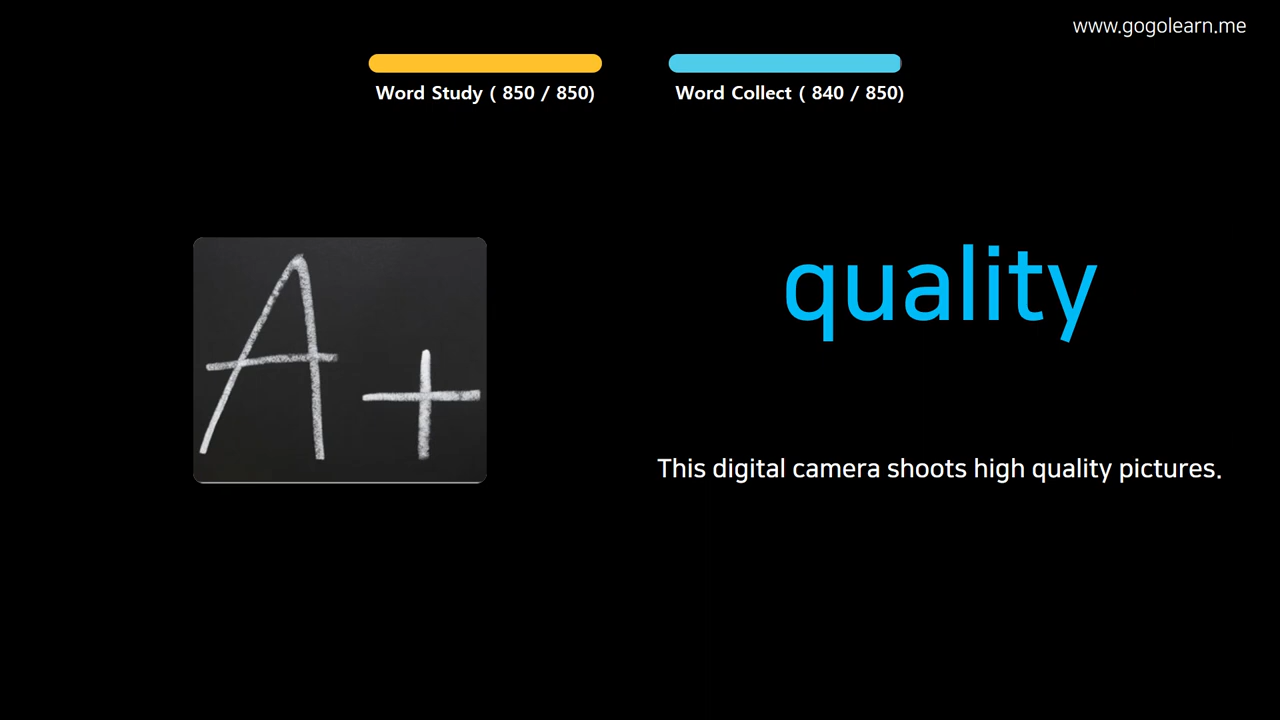 www.gogolearn.me
Word Study ( 850 / 850)
Word Collect ( 840 / 850)
A+
quality
This digital camera shoots high quality pictures.